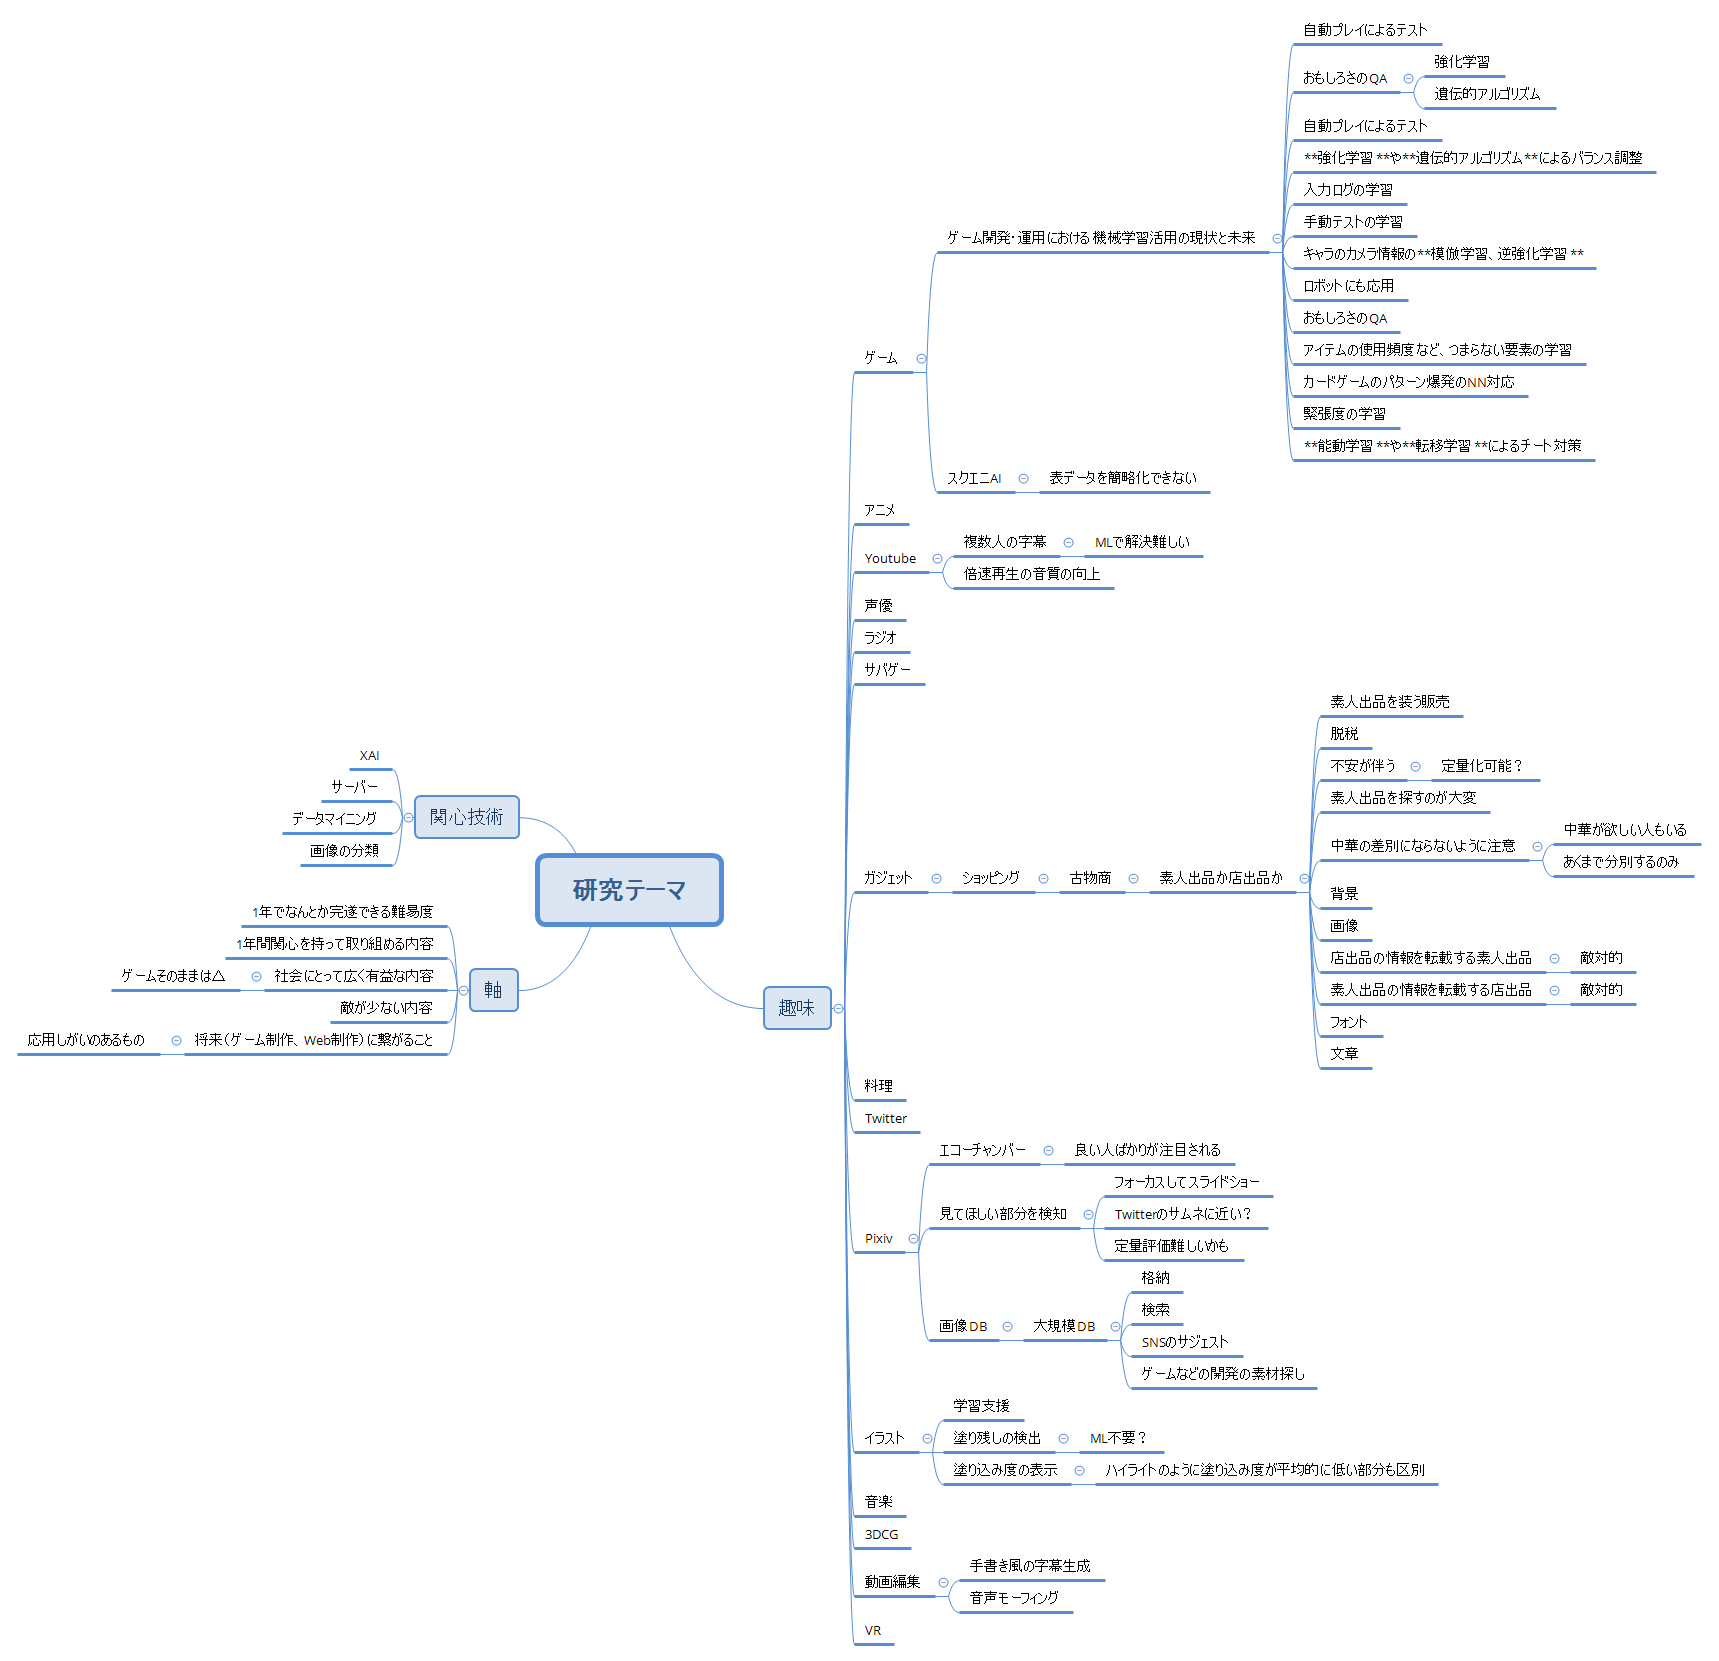 研究テーマ
関心技術
XAI
サーバー
データマイニング
画像の分類
軸
1年でなんとか完遂できる難易度
1年間関心を持って取り組める内容
社会にとって広く有益な内容
ゲームそのままは△
敵が少ない内容
将来（ゲーム制作、Web制作）に繋がること
応用しがいのあるもの
趣味
ゲーム
ゲーム開発・運用における機械学習活用の現状と未来
自動プレイによるテスト
おもしろさのQA
強化学習
遺伝的アルゴリズム
自動プレイによるテスト
**強化学習**や**遺伝的アルゴリズム**によるバランス調整
入力ログの学習
手動テストの学習
キャラのカメラ情報の**模倣学習、逆強化学習**
ロボットにも応用
おもしろさのQA
アイテムの使用頻度など、つまらない要素の学習
カードゲームのパターン爆発のNN対応
緊張度の学習
**能動学習**や**転移学習**によるチート対策
スクエニAI
表データを簡略化できない
アニメ
Youtube
複数人の字幕
MLで解決難しい
倍速再生の音質の向上
声優
ラジオ
サバゲー
ガジェット
ショッピング
古物商
素人出品か店出品か
素人出品を装う販売
脱税
不安が伴う
定量化可能？
素人出品を探すのが大変
中華の差別にならないように注意
中華が欲しい人もいる
あくまで分別するのみ
背景
画像
店出品の情報を転載する素人出品
敵対的
素人出品の情報を転載する店出品
敵対的
フォント
文章
料理
Twitter
Pixiv
エコーチャンバー
良い人ばかりが注目される
見てほしい部分を検知
フォーカスしてスライドショー
Twitterのサムネに近い？
定量評価難しいかも
画像DB
大規模DB
格納
検索
SNSのサジェスト
ゲームなどの開発の素材探し
イラスト
学習支援
塗り残しの検出
ML不要？
塗り込み度の表示
ハイライトのように塗り込み度が平均的に低い部分も区別
音楽
3DCG
動画編集
手書き風の字幕生成
音声モーフィング
VR